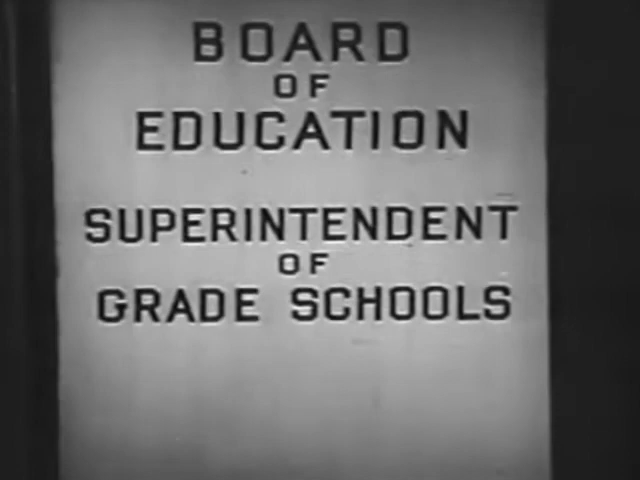 BOARD
OF
EDUCATION
SUPERINTENDENT
OF
GRADE SCHOOLS